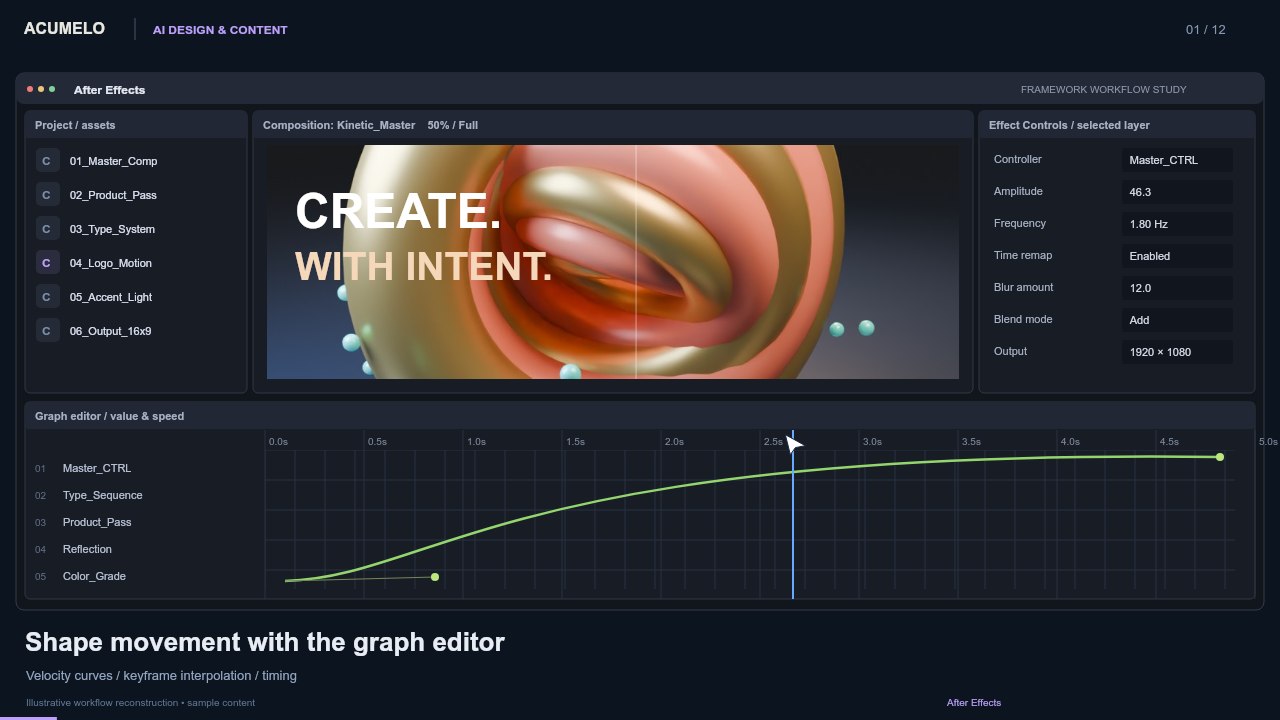 ACUMELO
AI DESIGN & CONTENT
01 / 12
After Effects
FRAMEWORK WORKFLOW STUDY
Project / assets
C 01_Master_Comp
C 02_Product_Pass
C 03_Type_System
C 04_Logo_Motion
C 05_Accent_Light
C 06_Output_16x9
Composition: Kinetic_Master 50% / Full
CREATE.
WITH INTENT.
Effect Controls / selected layer
Controller Master_CTRL
Amplitude 46.3
Frequency 1.80 Hz
Time remap Enabled
Blur amount 12.0
Blend mode Add
Output 1920 × 1080
Graph editor / value & speed
0.0s 0.5s 1.0s 1.5s 2.0s 2.5s 3.0s 3.5s 4.0s 4.5s 5.0s
01 Master_CTRL
02 Type_Sequence
03 Product_Pass
04 Reflection
05 Color_Grade
Shape movement with the graph editor
Velocity curves / keyframe interpolation / timing
Illustrative workflow reconstruction • sample content
After Effects